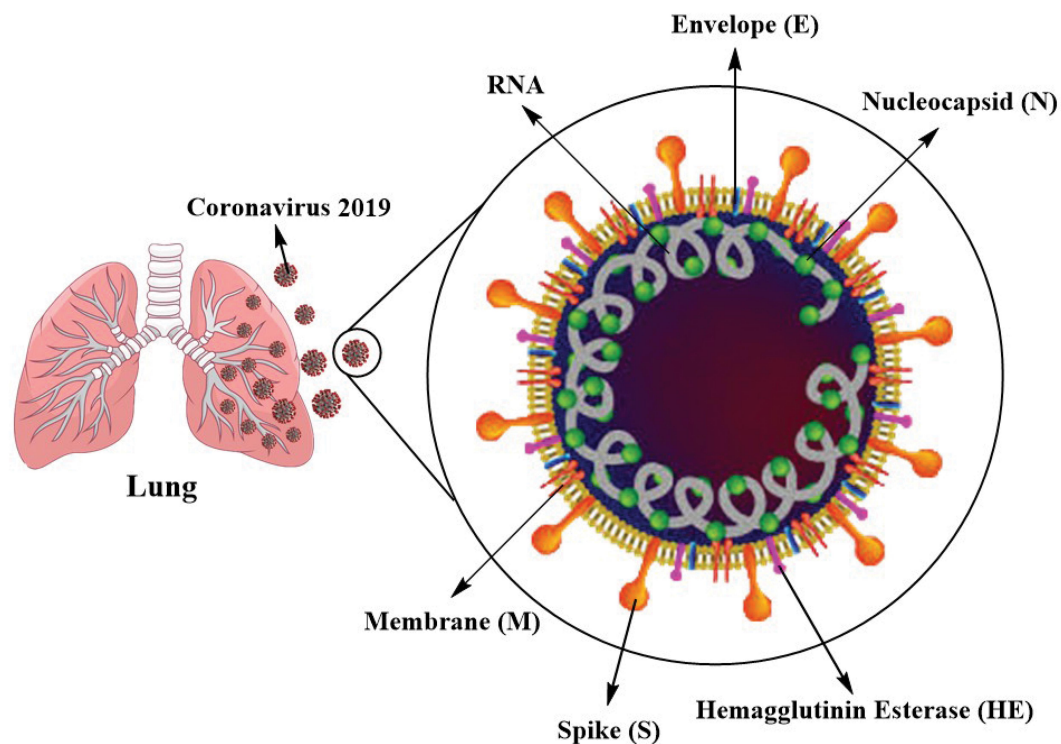 Envelope (E)
RNA
Nucleocapsid (N)
Coronavirus 2019
Lung
Membrane (M)
Spike (S)
Hemagglutinin Esterase (HE)